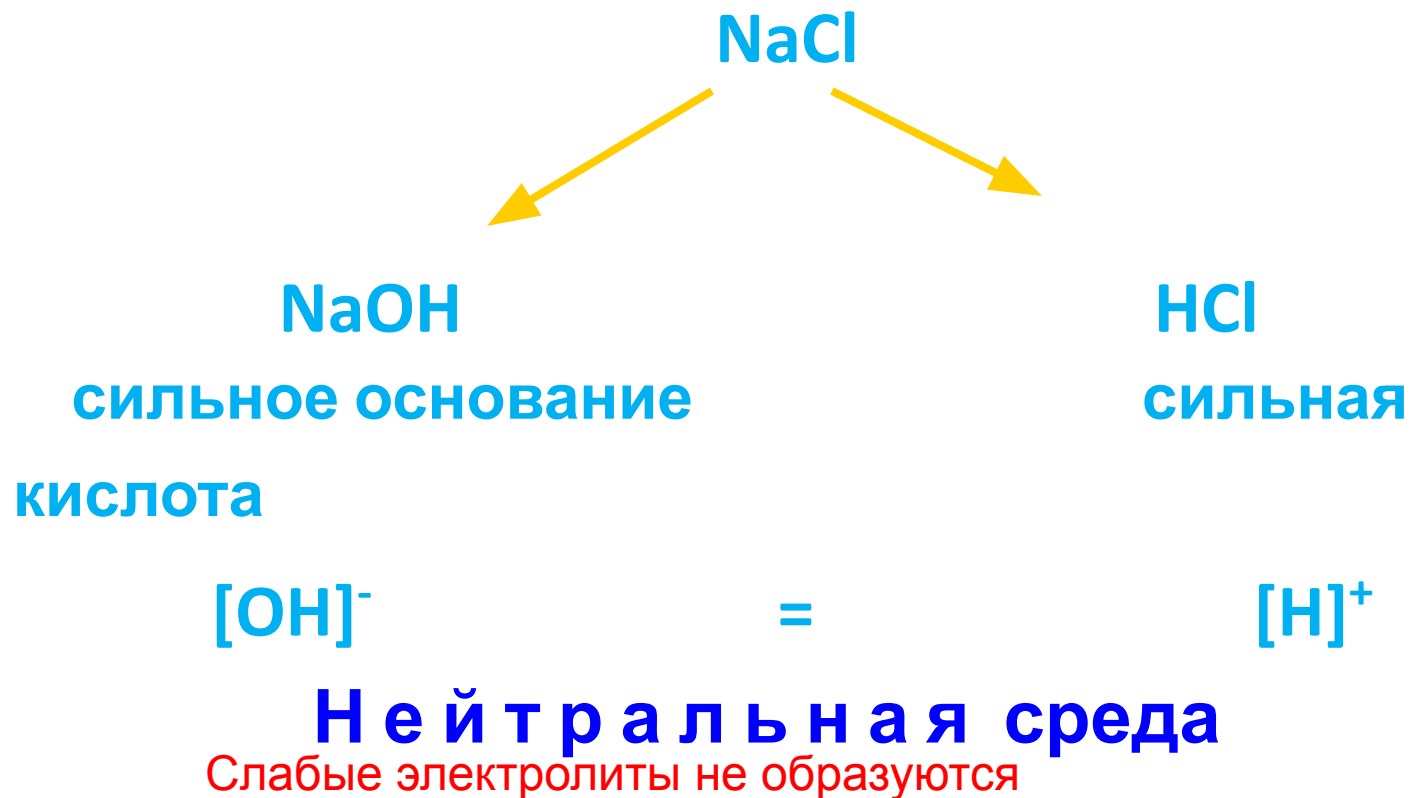 NaCl
NaOH HCl
сильное основание сильная
кислота
[OH]⁻ = [H]⁺
Н е й т р а л ь н а я среда
Слабые электролиты не образуются